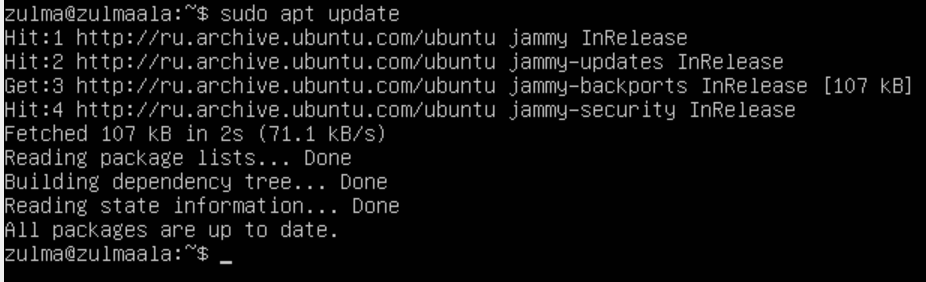 zulma@zulmaala:~$ sudo apt update
Hit:1 http://ru.archive.ubuntu.com/ubuntu jammy InRelease
Hit:2 http://ru.archive.ubuntu.com/ubuntu jammy-updates InRelease
Get:3 http://ru.archive.ubuntu.com/ubuntu jammy-backports InRelease [107 kB]
Hit:4 http://ru.archive.ubuntu.com/ubuntu jammy-security InRelease
Fetched 107 kB in 2s (71.1 kB/s)
Reading package lists... Done
Building dependency tree... Done
Reading state information... Done
All packages are up to date.
zulma@zulmaala:~$ _